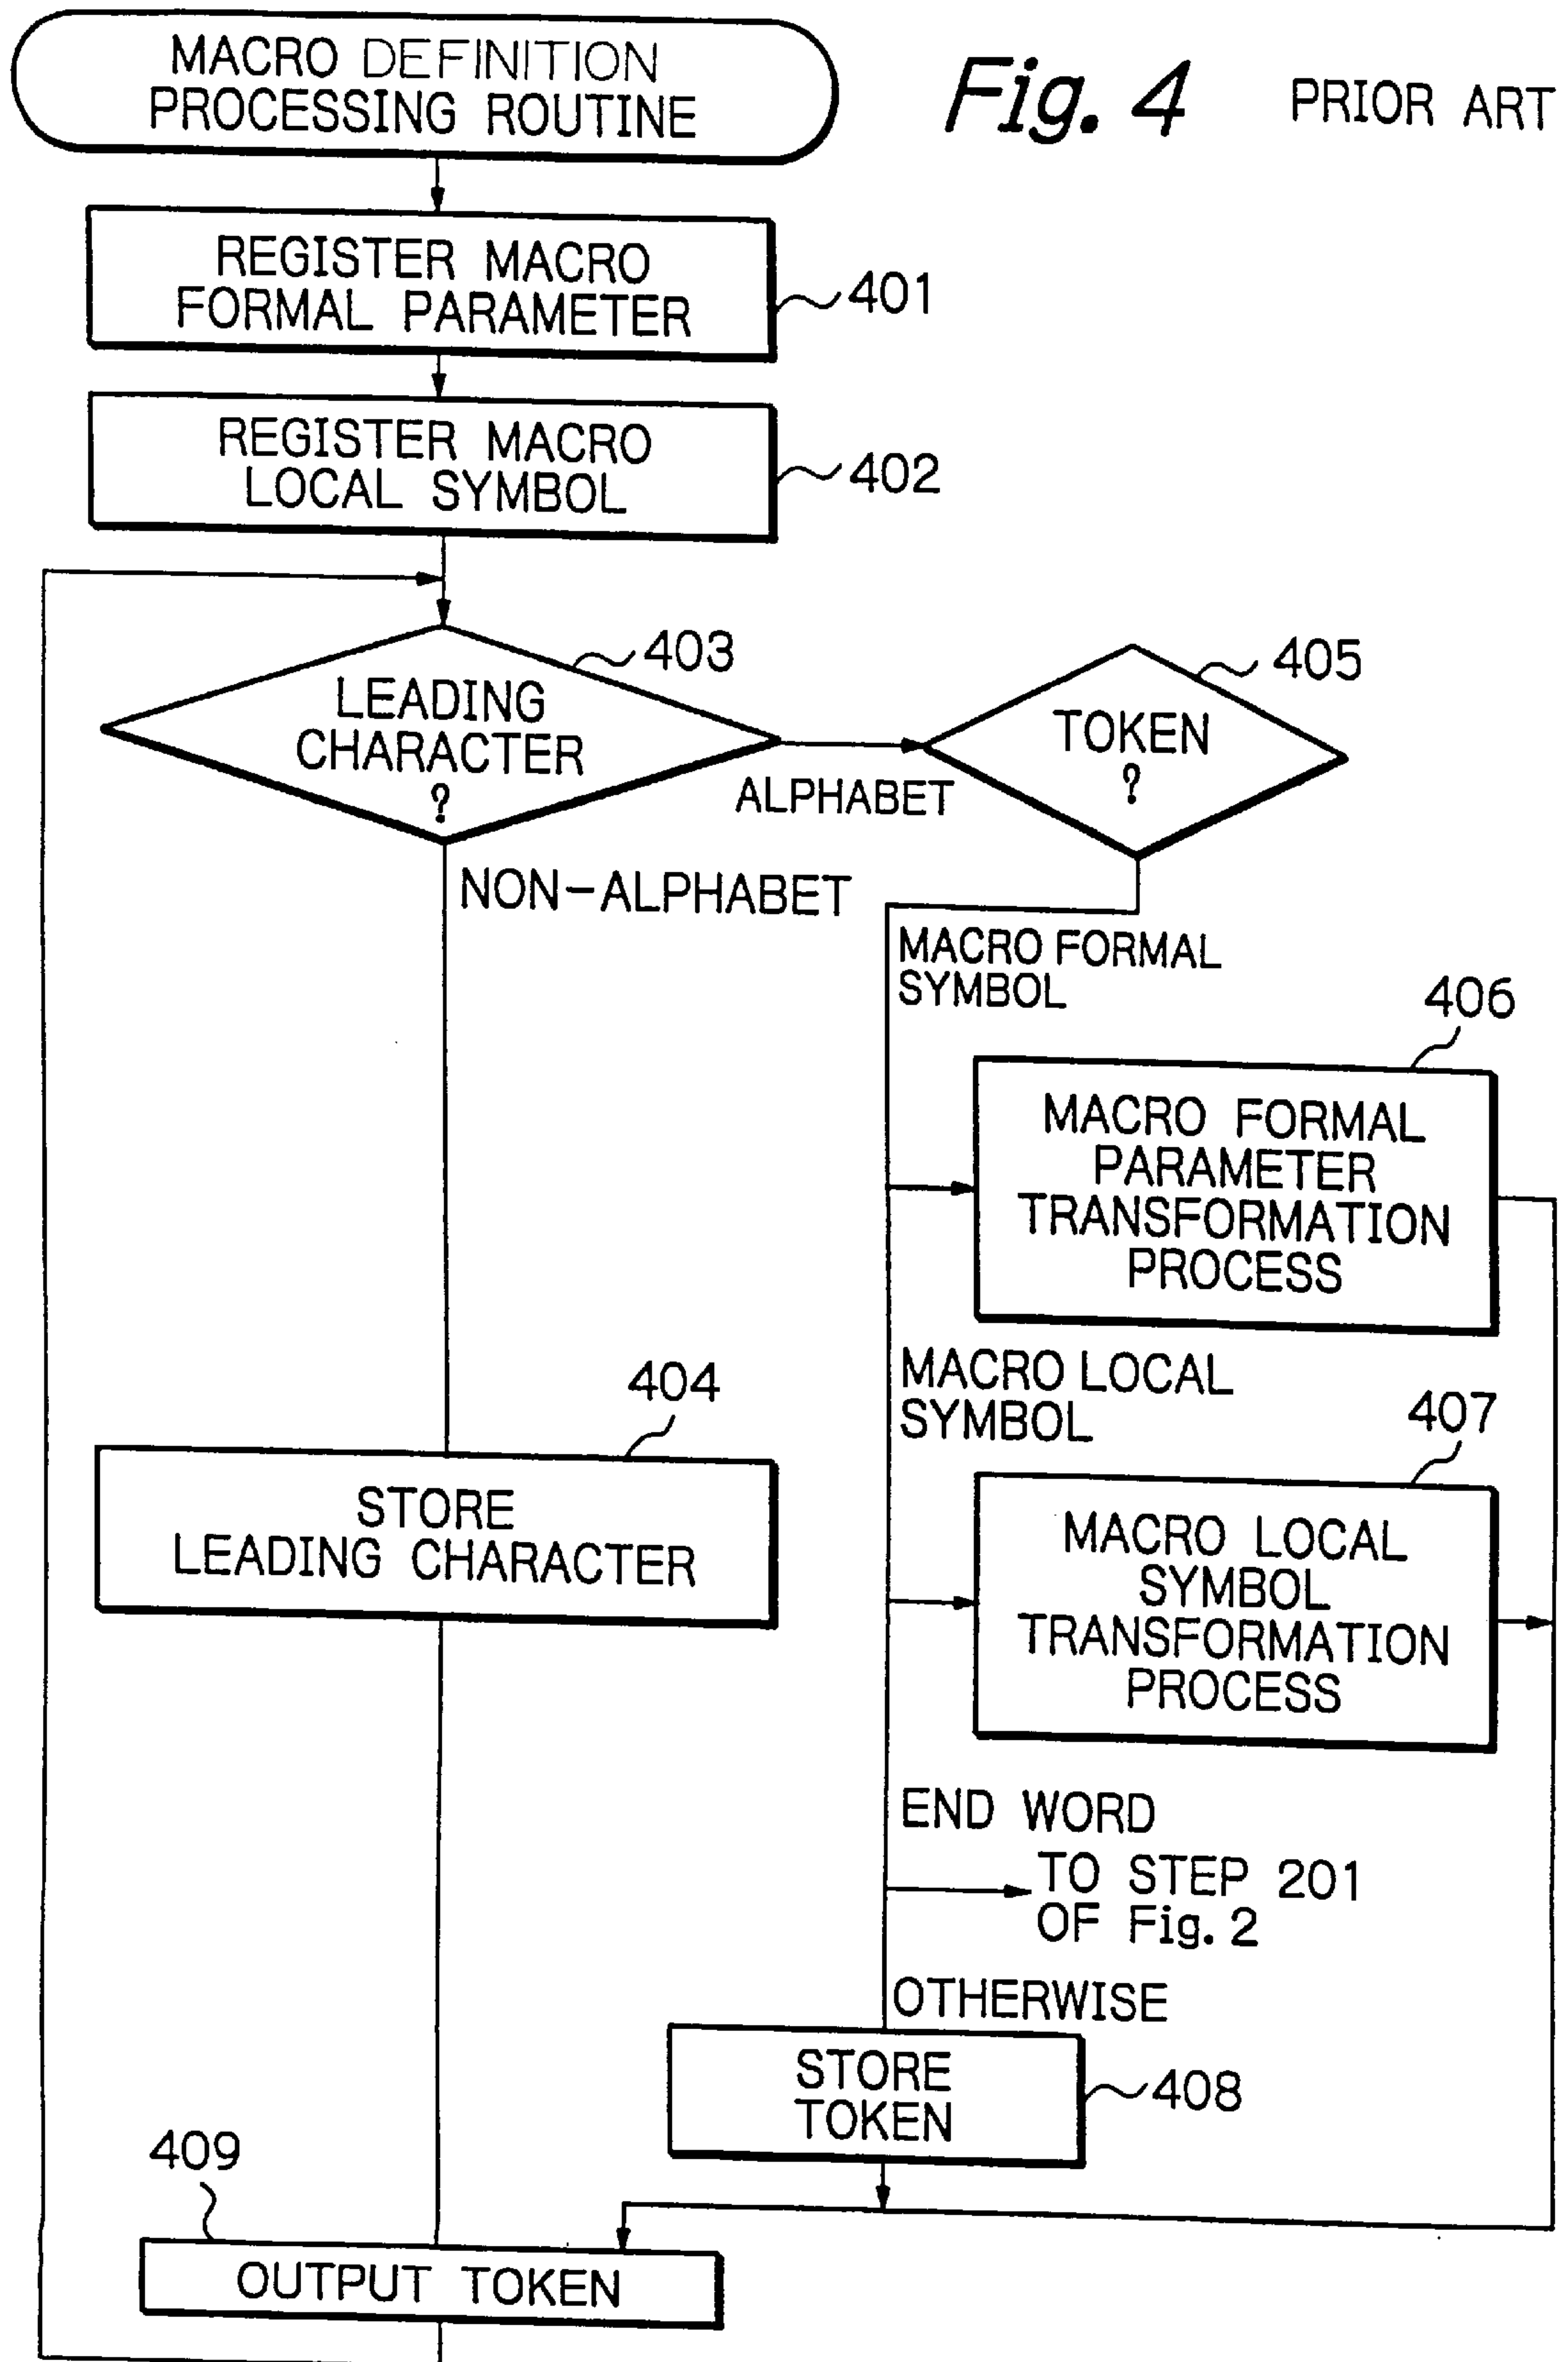 MACRO DEFINITION
PROCESSING ROUTINE
Fig. 4 PRIOR ART
REGISTER MACRO
FORMAL PARAMETER
401
REGISTER MACRO
LOCAL SYMBOL
402
LEADING
CHARACTER
?
403
ALPHABET
NON-ALPHABET
TOKEN
?
405
MACRO FORMAL
SYMBOL
406
MACRO FORMAL
PARAMETER
TRANSFORMATION
PROCESS
MACRO LOCAL
SYMBOL
407
MACRO LOCAL
SYMBOL
TRANSFORMATION
PROCESS
404
STORE
LEADING CHARACTER
END WORD
TO STEP 201
OF Fig. 2
OTHERWISE
STORE
TOKEN
408
409
OUTPUT TOKEN